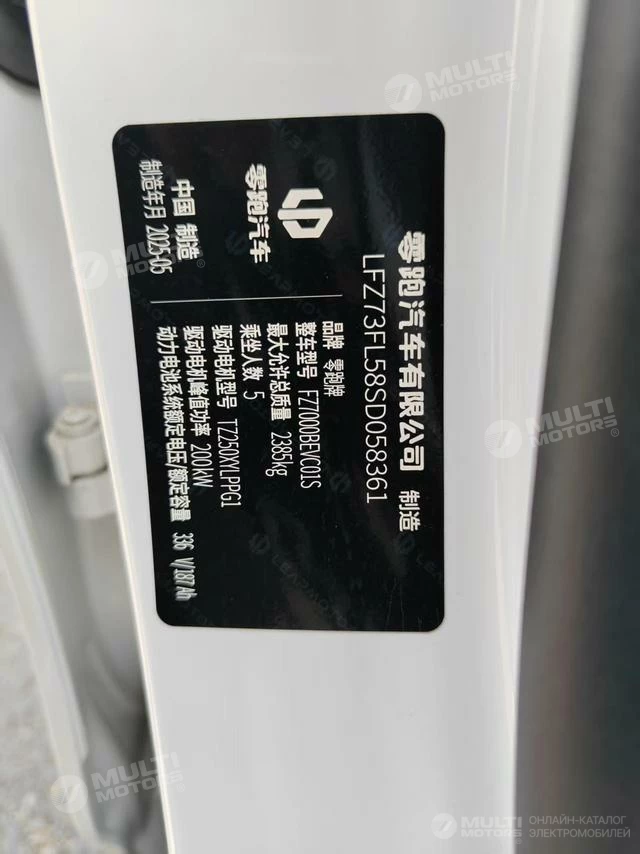 零跑汽车有限公司 制造
LFZ73FL58SD058361
零跑汽车
中国 制造
制造年月 2025-05
品牌 零跑牌
整车型号 FZ7000BEVC01S
最大允许总质量 2385kg
乘坐人数 5
驱动电机型号 TZ250XYLPPG1
驱动电机峰值功率 200kW
动力电池系统额定电压/额定容量 336 V/187Ah
LEAPMOTOR
MULTI MOTORS®
MULTI MOTORS®
MULTI MOTORS®
MULTI MOTORS®
MULTI MOTORS
ОНЛАЙН-КАТАЛОГ
ЭЛЕКТРОМОБИЛЕЙ